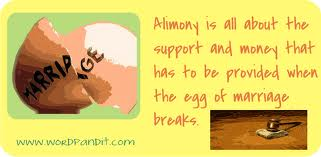 MARRIAGE
Alimony is all about the
support and money that
has to be provided when
the egg of marriage
breaks.
www.wordpandit.com